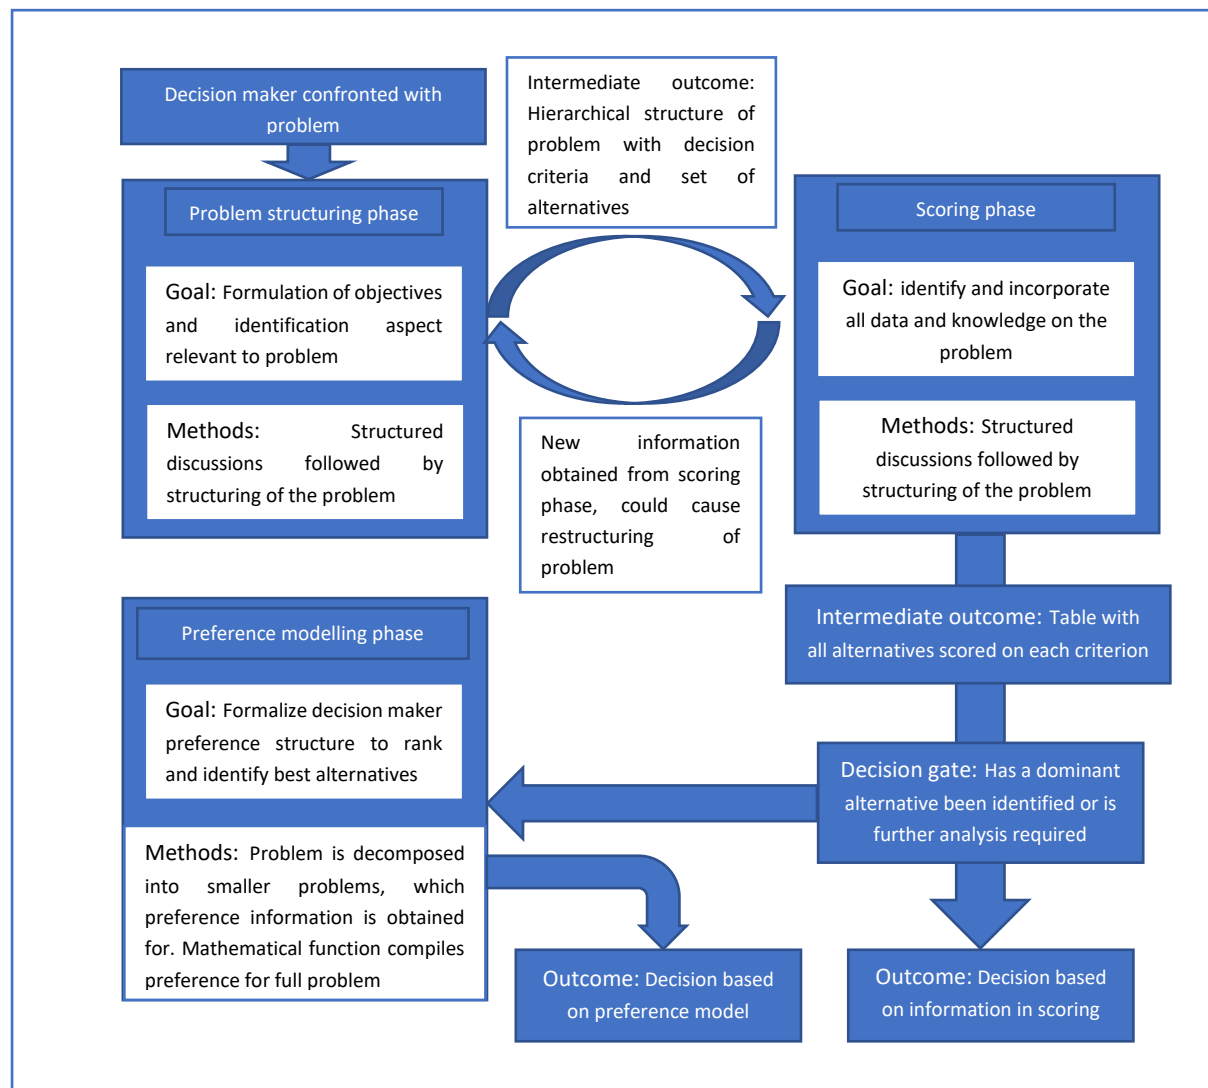 Decision maker confronted with
problem
Problem structuring phase
Goal: Formulation of objectives
and identification aspect
relevant to problem
Methods: Structured
discussions followed by
structuring of the problem
Intermediate outcome:
Hierarchical structure of
problem with decision
criteria and set of
alternatives
New information
obtained from scoring
phase, could cause
restructuring of
problem
Scoring phase
Goal: identify and incorporate
all data and knowledge on the
problem
Methods: Structured
discussions followed by
structuring of the problem
Intermediate outcome: Table with
all alternatives scored on each criterion
Decision gate: Has a dominant
alternative been identified or is
further analysis required
Preference modelling phase
Goal: Formalize decision maker
preference structure to rank
and identify best alternatives
Methods: Problem is decomposed
into smaller problems, which
preference information is obtained
for. Mathematical function compiles
preference for full problem
Outcome: Decision based
on preference model
Outcome: Decision based
on information in scoring